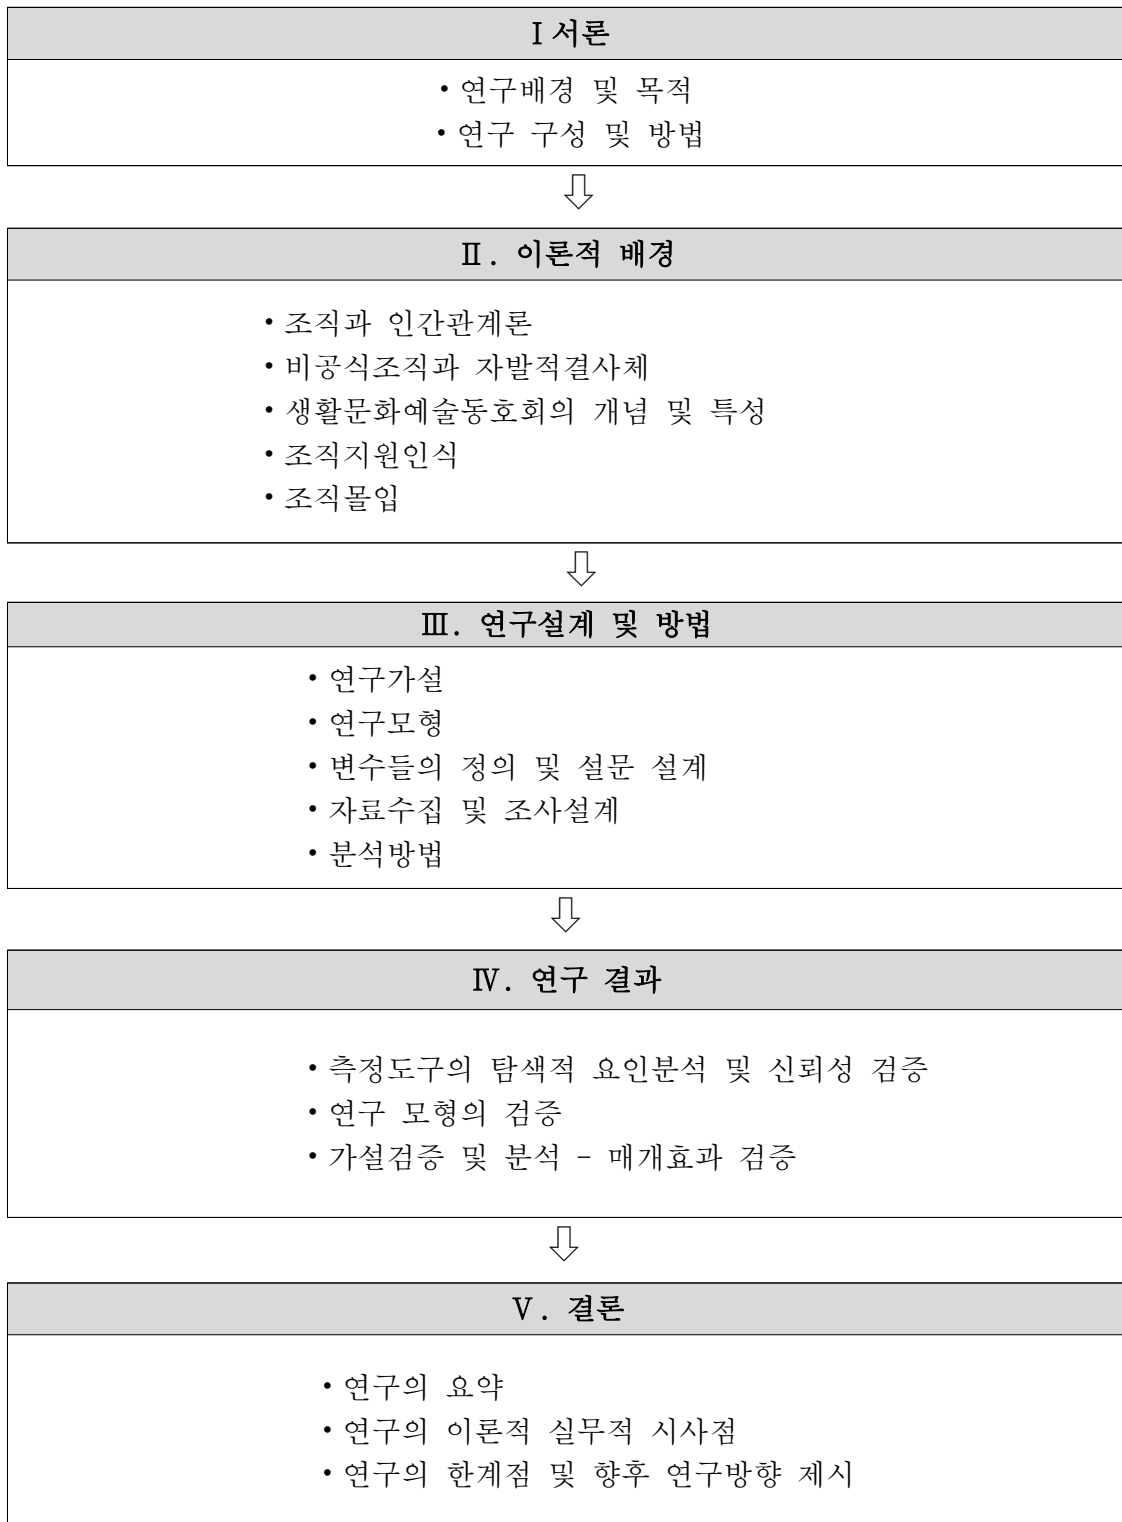 Ⅰ서론
・연구배경 및 목적
・연구 구성 및 방법
Ⅱ. 이론적 배경
・조직과 인간관계론
・비공식조직과 자발적결사체
・생활문화예술동호회의 개념 및 특성
・조직지원인식
・조직몰입
Ⅲ. 연구설계 및 방법
・연구가설
・연구모형
・변수들의 정의 및 설문 설계
・자료수집 및 조사설계
・분석방법
Ⅳ. 연구 결과
・측정도구의 탐색적 요인분석 및 신뢰성 검증
・연구 모형의 검증
・가설검증 및 분석 - 매개효과 검증
Ⅴ. 결론
・연구의 요약
・연구의 이론적 실무적 시사점
・연구의 한계점 및 향후 연구방향 제시